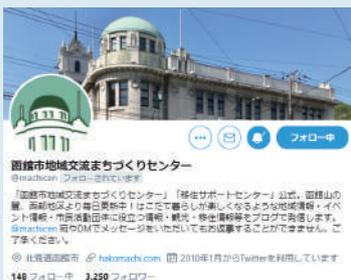 フォロー中
函館市地域交流まちづくりセンター
@machicen フォローされています
「函館市地域交流まちづくりセンター」「移住サポートセンター」公式。函館山の
麓、西部地区より毎日更新中！はこだて暮らしが楽しくなるような地域情報・イベ
ント情報・市民活動団体に役立つ情報・観光・移住情報等をブログで発信します。
@machicen 宛やDMでメッセージをいただいてもお返事することができません。ご
了承ください。
北海道函館市 hakomachi.com 2010年1月からTwitterを利用しています
148 フォロー中 3,250 フォロワー